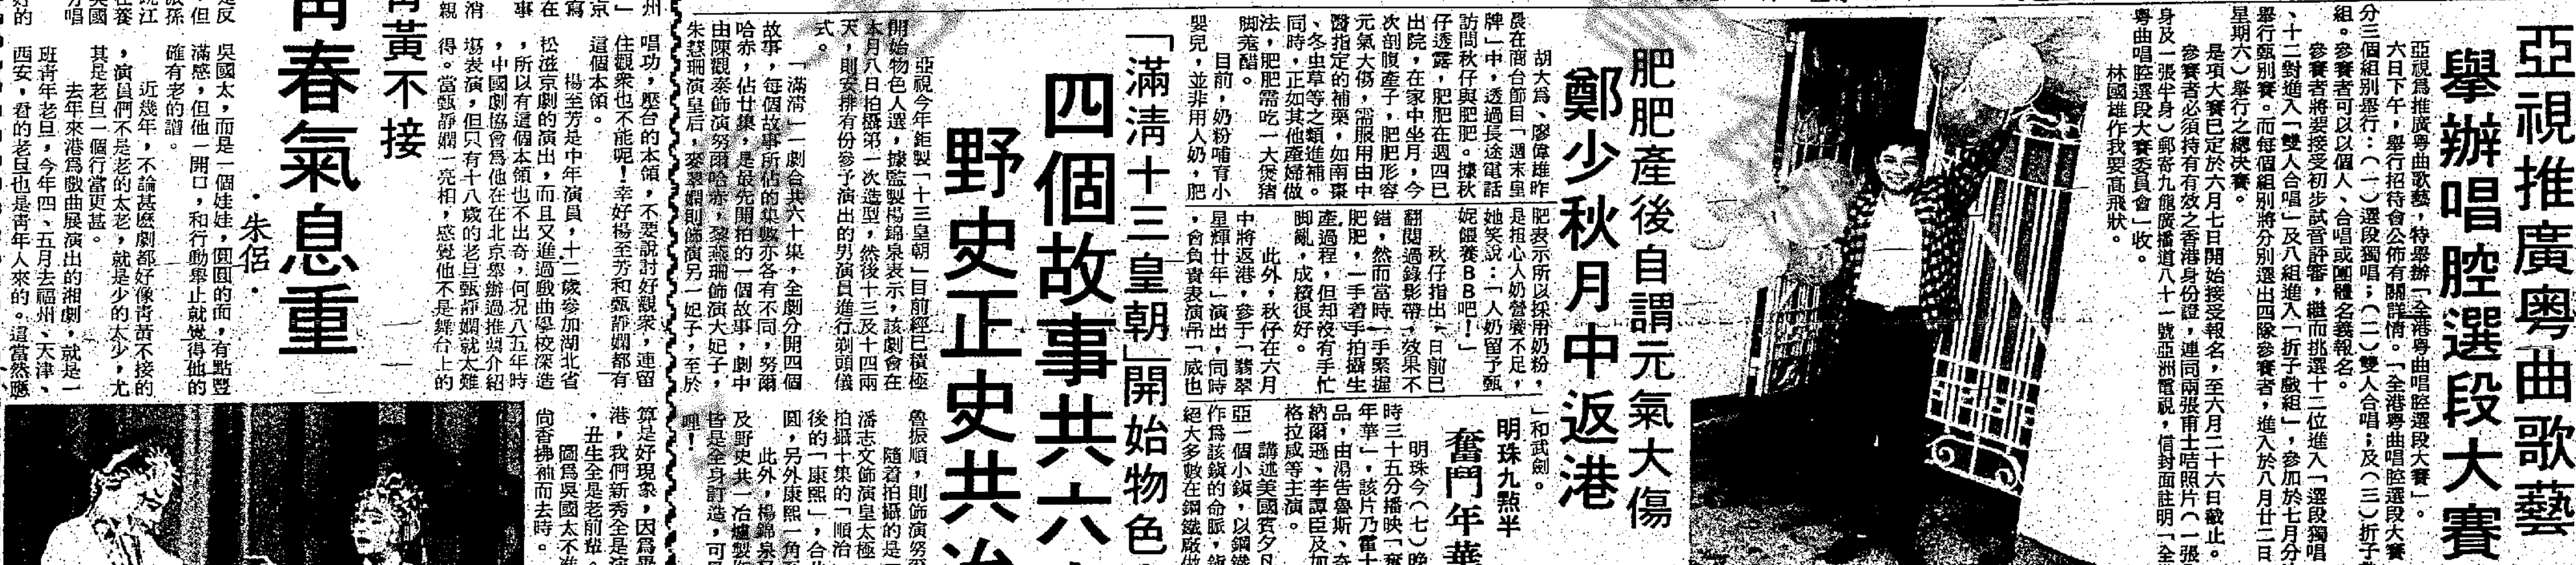 亞視推廣粵曲歌藝
舉辦唱腔選段大賽
亞視爲推廣粵曲歌藝，特舉辦「全港粵曲唱腔選段大賽」。
六日下午，舉行招待會公佈有關詳情。「全港粵曲唱腔選段大賽
分三個組別舉行：（一）選段獨唱；（二）雙人合唱；及（三）折子
組。參賽者可以以個人、合唱或團體名義報名。
參賽者將要接受初步試音評審，繼而挑選十二位進入「選段獨唱
、十二對進入「雙人合唱」及八組進入「折子戲組」，參加於七月分
舉行甄別賽。而每個組別將分別選出四隊參賽者，進入於八月廿二日
星期六）舉行之總決賽。
是項大賽已定於六月七日開始接受報名，至六月二十六日截止。
參賽者必須持有有效之香港身份證，連同兩張甫士咭照片（一張
身及一張半身）郵寄九龍廣播道八十一號亞洲電視，信封面註明「全
粵曲唱腔選段大賽委員會」收。
林國雄作我要高飛狀。
肥肥產後自謂元氣大傷
鄭少秋月中返港
胡大爲、廖偉雄昨
晨在商台節目「週末皇
牌」中，透過長途電話
訪問秋仔與肥肥。據秋
仔透露，肥肥在週四已
出院，在家中坐月，今
次剖腹產子，肥肥形容
元氣大傷，需服用由中
醫指定的補藥，如南棗
、冬虫草等之類進補。
同時，正如其他產婦做
法，肥肥需吃一大煲猪
脚羌醋。
目前，奶粉哺育小
嬰兒，並非用人奶，肥
肥表示所以採用奶粉，
是担心人奶營養不足，
她笑說：「人奶留予甄
妮餵養ＢＢ吧！」
秋仔指出，日前已
翻閱過錄影帶，效果不
錯，然而當時一手緊握
肥肥，一手着手拍攝生
產過程，但却沒有手忙
脚亂，成績很好。
此外，秋仔在六月
中將返港，參予「翡翠
星輝廿年」演出，同時
，會負責表演吊「威也
」和武劍。
明珠九點半
奮鬥年華
明珠今（七）晚
時三十五分播映「奮
年華」，該片乃霍士
品，由湯告魯斯、奇
納爾遜、李譚臣及加
格拉威等主演。
講述美國賓夕凡
亞一個小鎮，以鋼鐵
作爲該鎮的命脈，鎮
絕大多數在鋼鐵廠做
「滿清十三皇朝」開始物色
四個故事共六
野史正史共冶
亞視今年鉅製「十三皇朝」目前經已積極
開始物色人選，據監製楊錦泉表示，該劇會在
本月八日拍攝第一次造型，然後十三及十四兩
天，則安排有份參予演出的男演員進行剃頭儀
式。
「滿清一一劇合共六十集，全劇分開四個
故事，每個故事所佔的集數亦各有不同，努爾
哈赤，佔廿集，是最先開拍的一個故事，劇中
由陳觀泰飾演努爾哈赤，黎燕珊飾演大妃子，
朱慧珊演皇后，麥翠嫻則飾演另一妃子，至於
魯振順，則飾演努爾
隨着拍攝的是
潘志文飾演皇太極
拍攝十集的「順治
後的「康熙」，合共
圓，另外康熙一角
此外，楊錦泉
及野史共一冶爐製作
皆是全身訂造，可見
哩！
青黃不接
青春氣息重
·朱侶·
唱功，壓台的本領，不要說討好觀衆，連留
住觀衆也不能呢！幸好楊至芳和甄靜嫻都有
這個本領。
楊至芳是中年演員，十二歲參加湖北省
松滋京劇的演出，而且又進過戲曲學校深造
，所以有這個本領也不出奇，何況八五年時
，中國劇協會爲他在北京舉辦過推與介紹
塲表演，但只有十八歲的老旦甄靜嫻就太難
得。當甄靜嫻一亮相，感覺他不是舞台上的
吳國太，而是一個娃娃，圓圓的面，有點豐
滿感，但他一開口，和行動舉止就覺得他的
確有老的譜。
近幾年，不論甚麽劇都好像青黃不接的
，演員們不是老的太老，就是少的太少，尤
其是老旦一個行當更甚。
去年來港爲戲曲展演出的湘劇，就是一
班青年老旦，今年四、五月去福州、天津、
西安，看的老旦也是青年人來的。這當然應
算是好現象，因爲畢
港，我們新秀全是演
，丑生全是老前輩。
圖爲吳國太不准
尚香拂袖而去時。